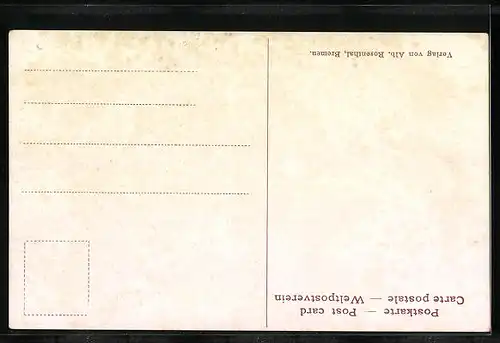 Postkarte — Post card
Carte postale — Weltpostverein
Verlag von Alb. Rosenthal, Bremen.